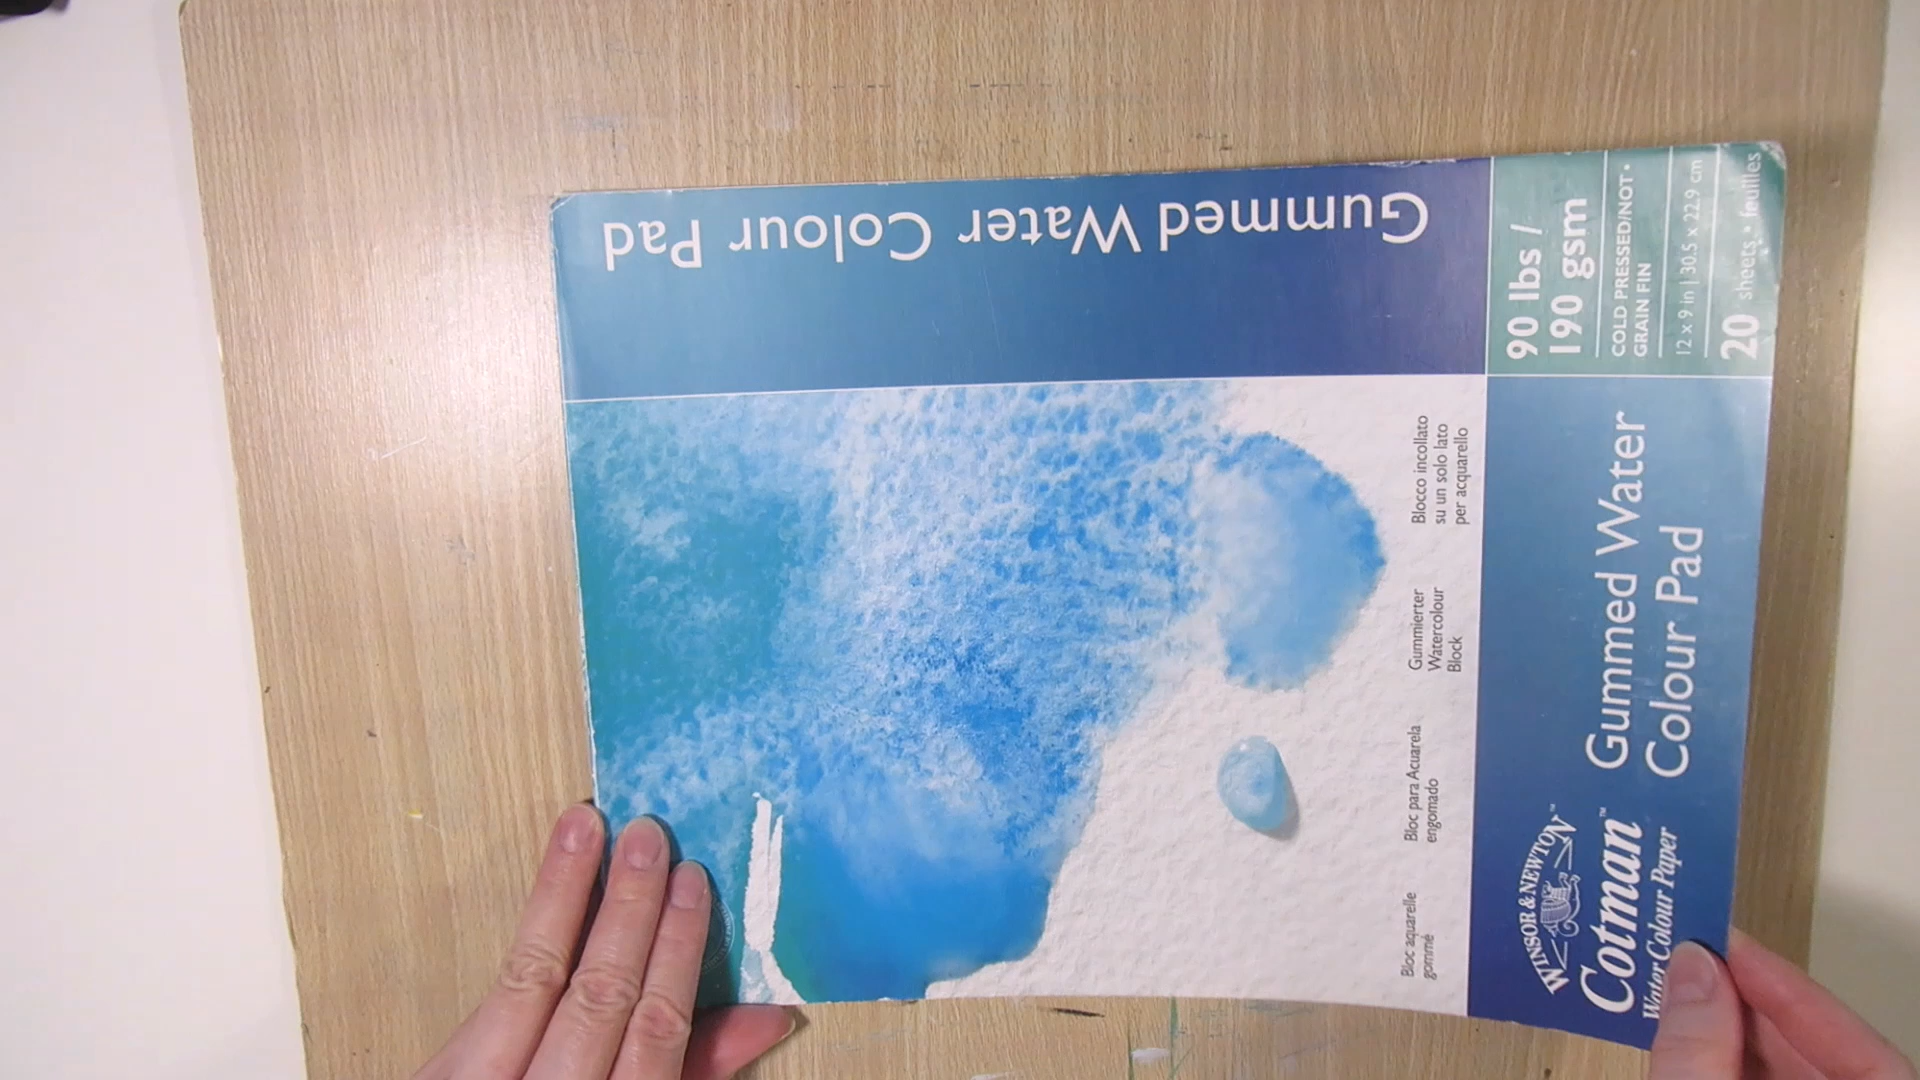 Gummed Water Colour Pad
90 lbs /
190 gsm
COLD PRESSED/NOT •
GRAIN FIN
12 x 9 in | 30.5 x 22.9 cm
20 sheets • feuilles
Blocco incollato
su un solo lato
per acquarello
Gummierter
Watercolour
Block
Bloc para Acuarela
engomado
Bloc aquarelle
gommé
WINSOR & NEWTON™
Cotman™
Water Colour Paper
Gummed Water
Colour Pad